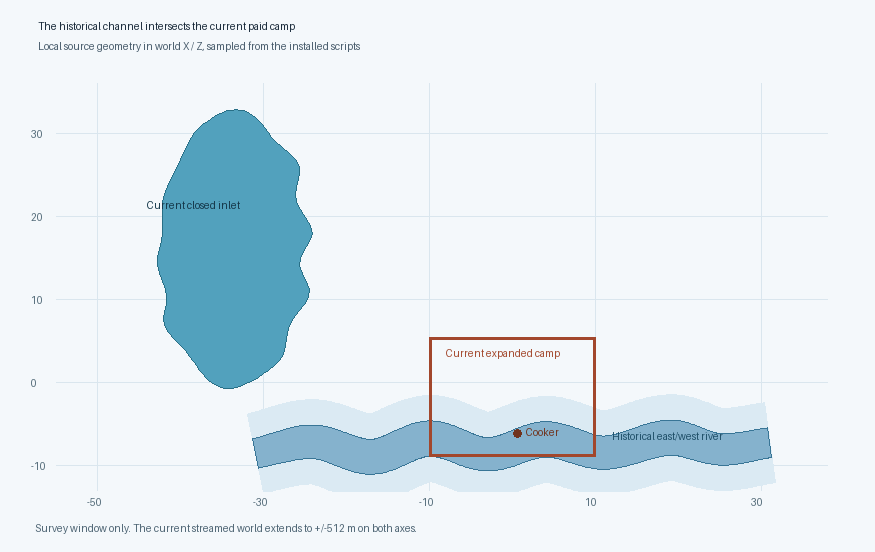 The historical channel intersects the current paid camp
Local source geometry in world X / Z, sampled from the installed scripts
30
Current closed inlet
20
10
Current expanded camp
0
Cooker
Historical east/west river
-10
-50
-30
-10
10
30
Survey window only. The current streamed world extends to +/-512 m on both axes.